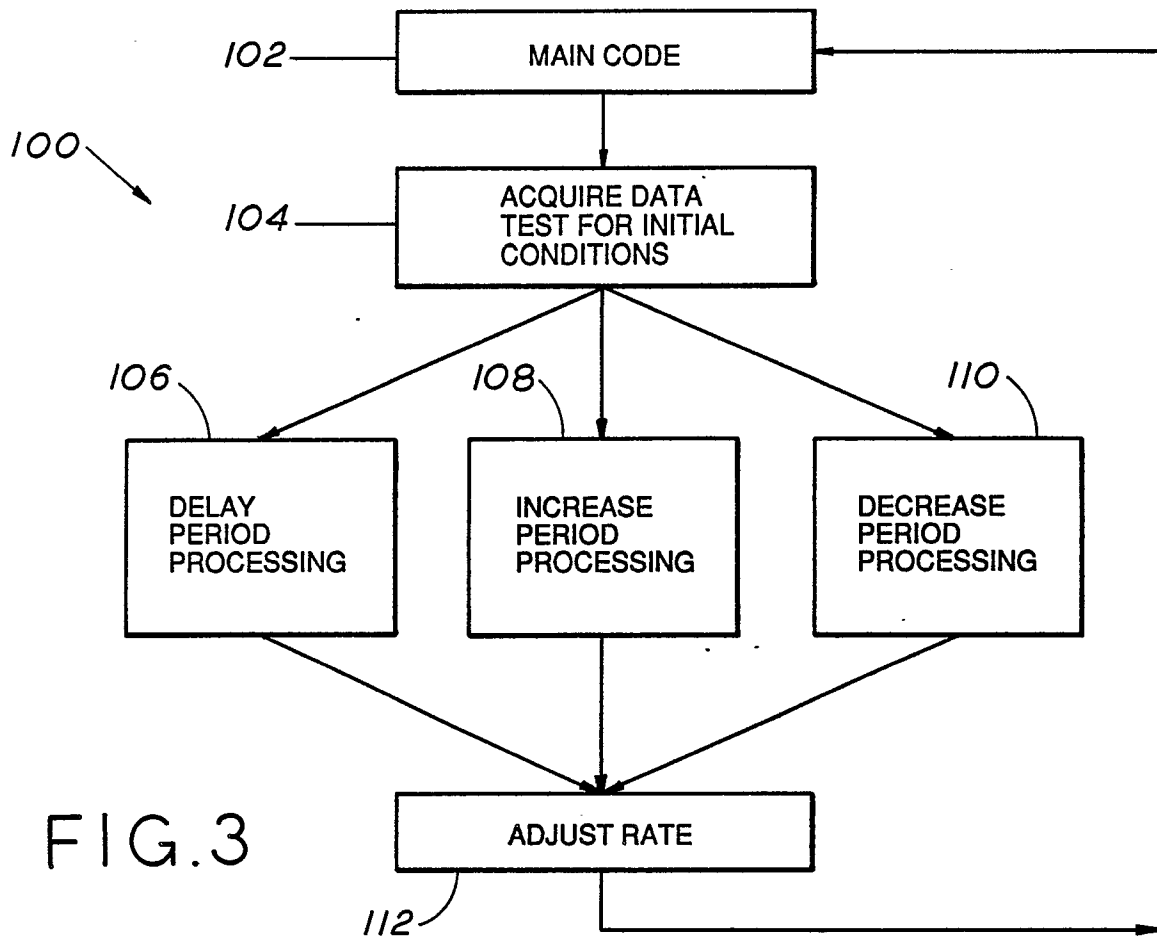 102
MAIN CODE
100
104
ACQUIRE DATA
TEST FOR INITIAL
CONDITIONS
106
108
110
DELAY
PERIOD
PROCESSING
INCREASE
PERIOD
PROCESSING
DECREASE
PERIOD
PROCESSING
FIG.3
ADJUST RATE
112